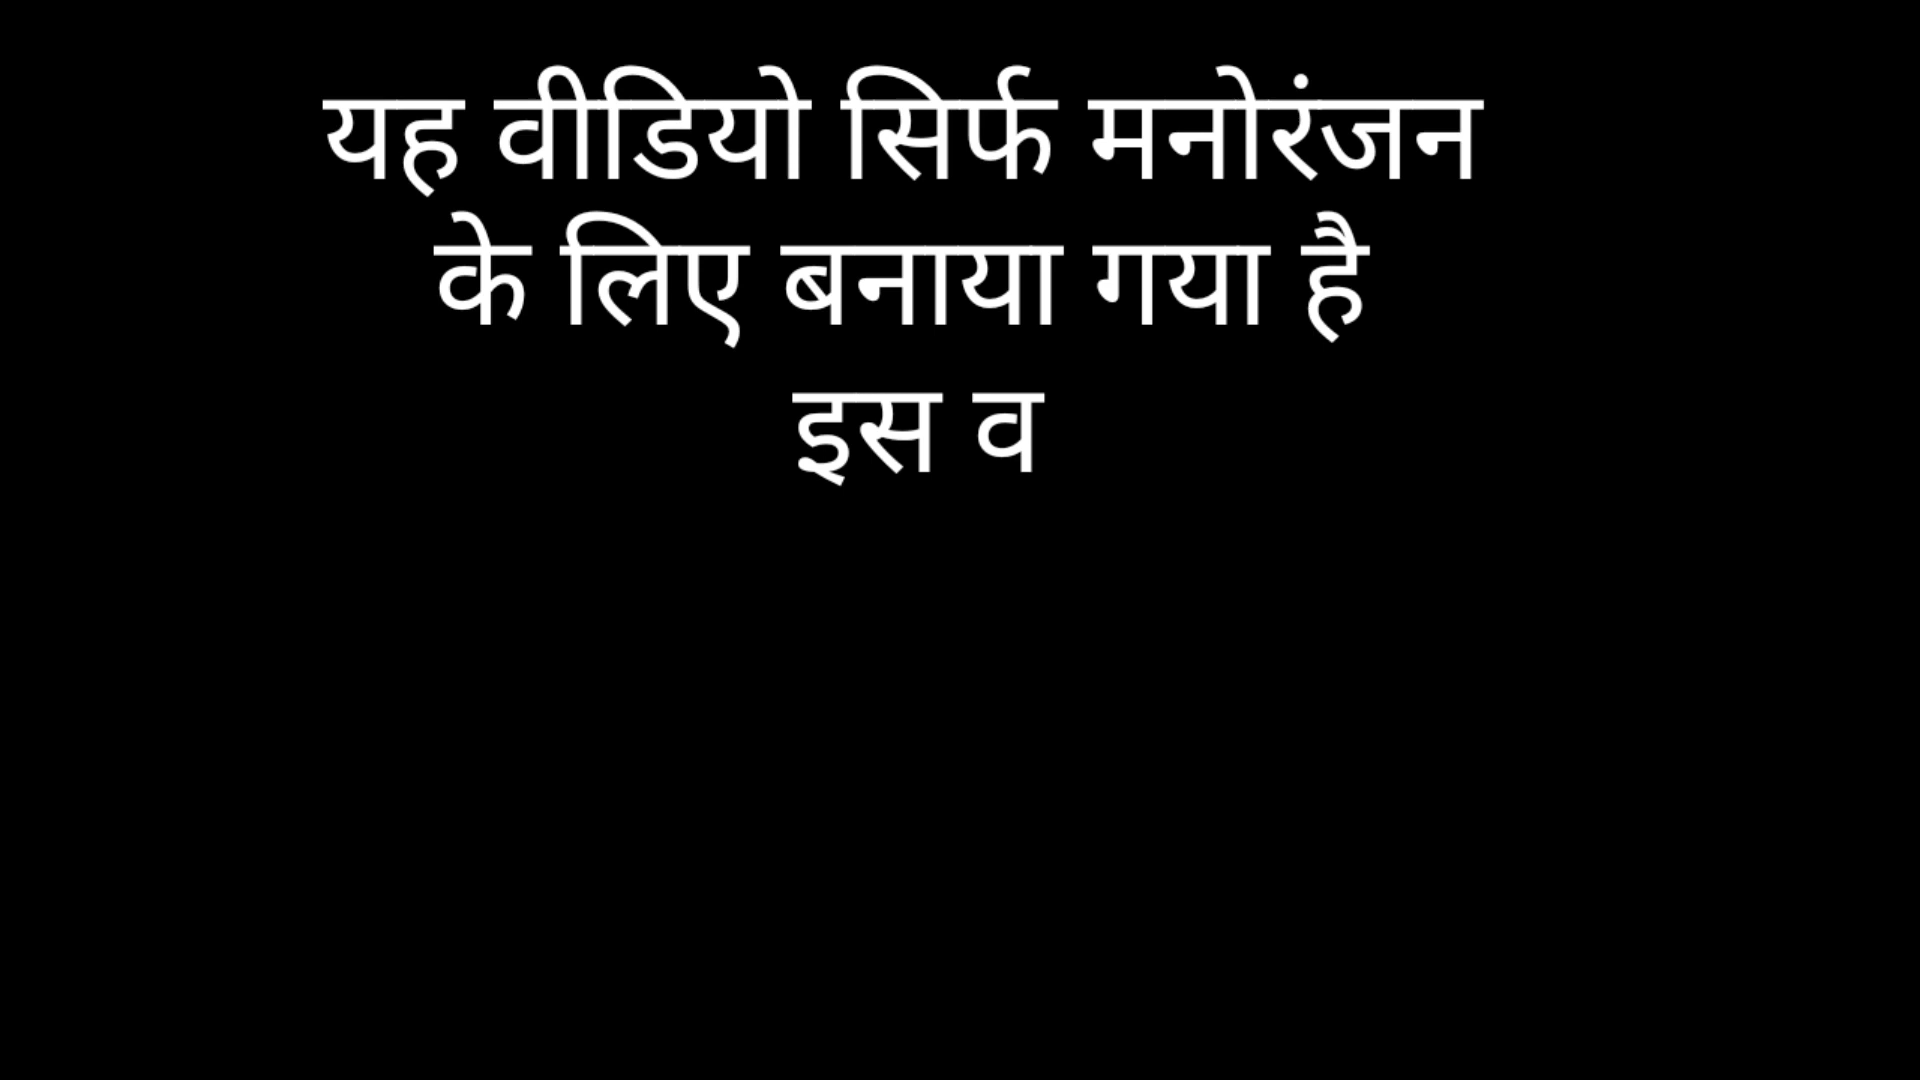 यह वीडियो सिर्फ मनोरंजन
के लिए बनाया गया है
इस व